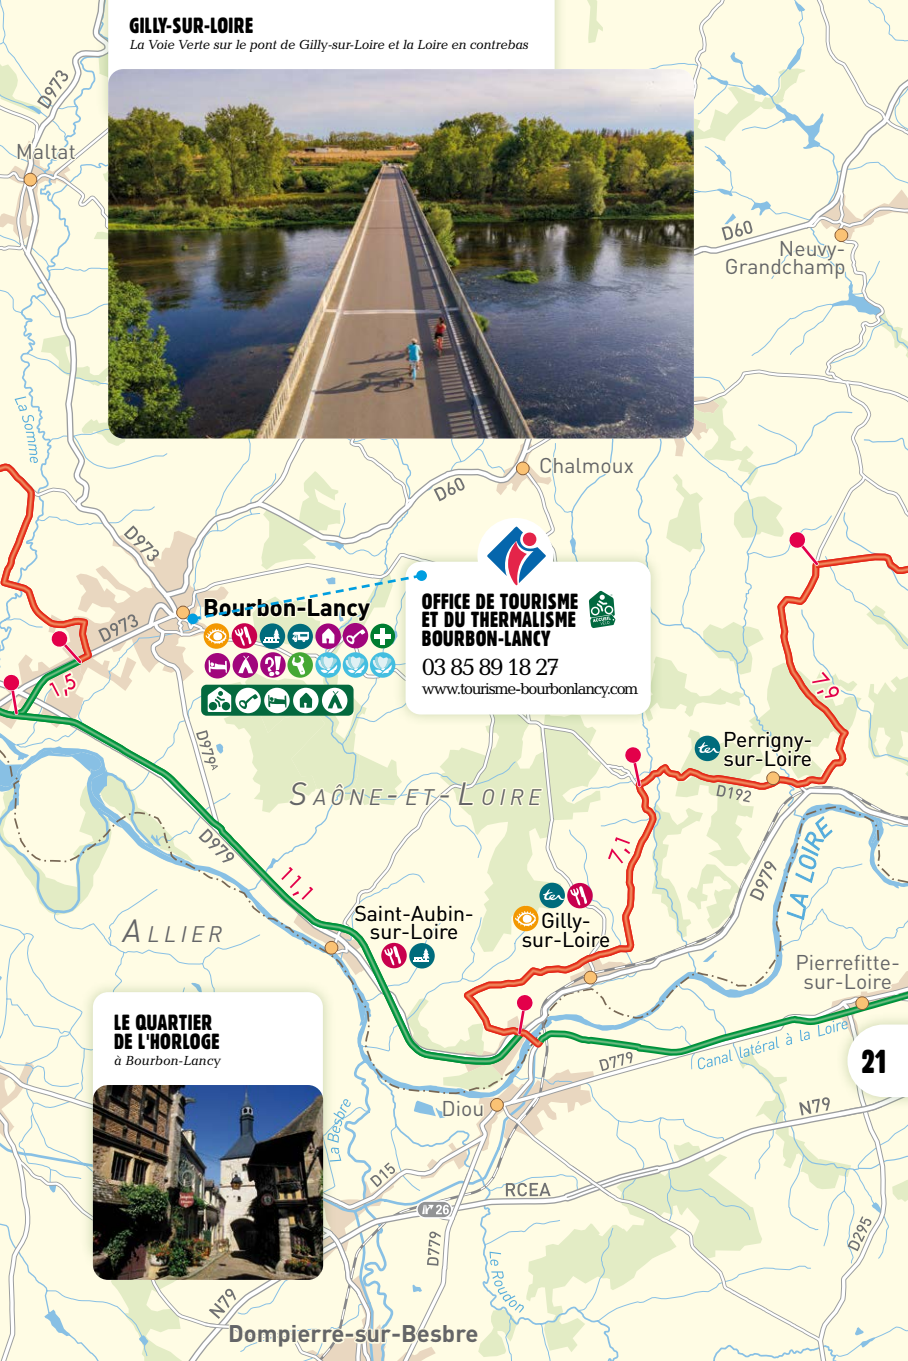 GILLY-SUR-LOIRE
La Voie Verte sur le pont de Gilly-sur-Loire et la Loire en contrebas
D973
Maltat
D60
Neuvy-
Grandchamp
La Somme
Chalmoux
D60
D973
Bourbon-Lancy
D973
OFFICE DE TOURISME
ET DU THERMALISME
BOURBON-LANCY
03 85 89 18 27
www.tourisme-bourbonlancy.com
ACCUEIL
1,5
7,9
D979A
ter
Perrigny-
sur-Loire
D192
SAÔNE-ET-LOIRE
D979
7,1
11,1
LA LOIRE
D979
ter
Gilly-
sur-Loire
Saint-Aubin-
sur-Loire
ALLIER
Pierrefitte-
sur-Loire
LE QUARTIER
DE L'HORLOGE
à Bourbon-Lancy
Canal latéral à la Loire
D779
21
Diou
N79
La Besbre
D15
RCEA
26
D779
D295
Le Roudon
N79
Dompierre-sur-Besbre